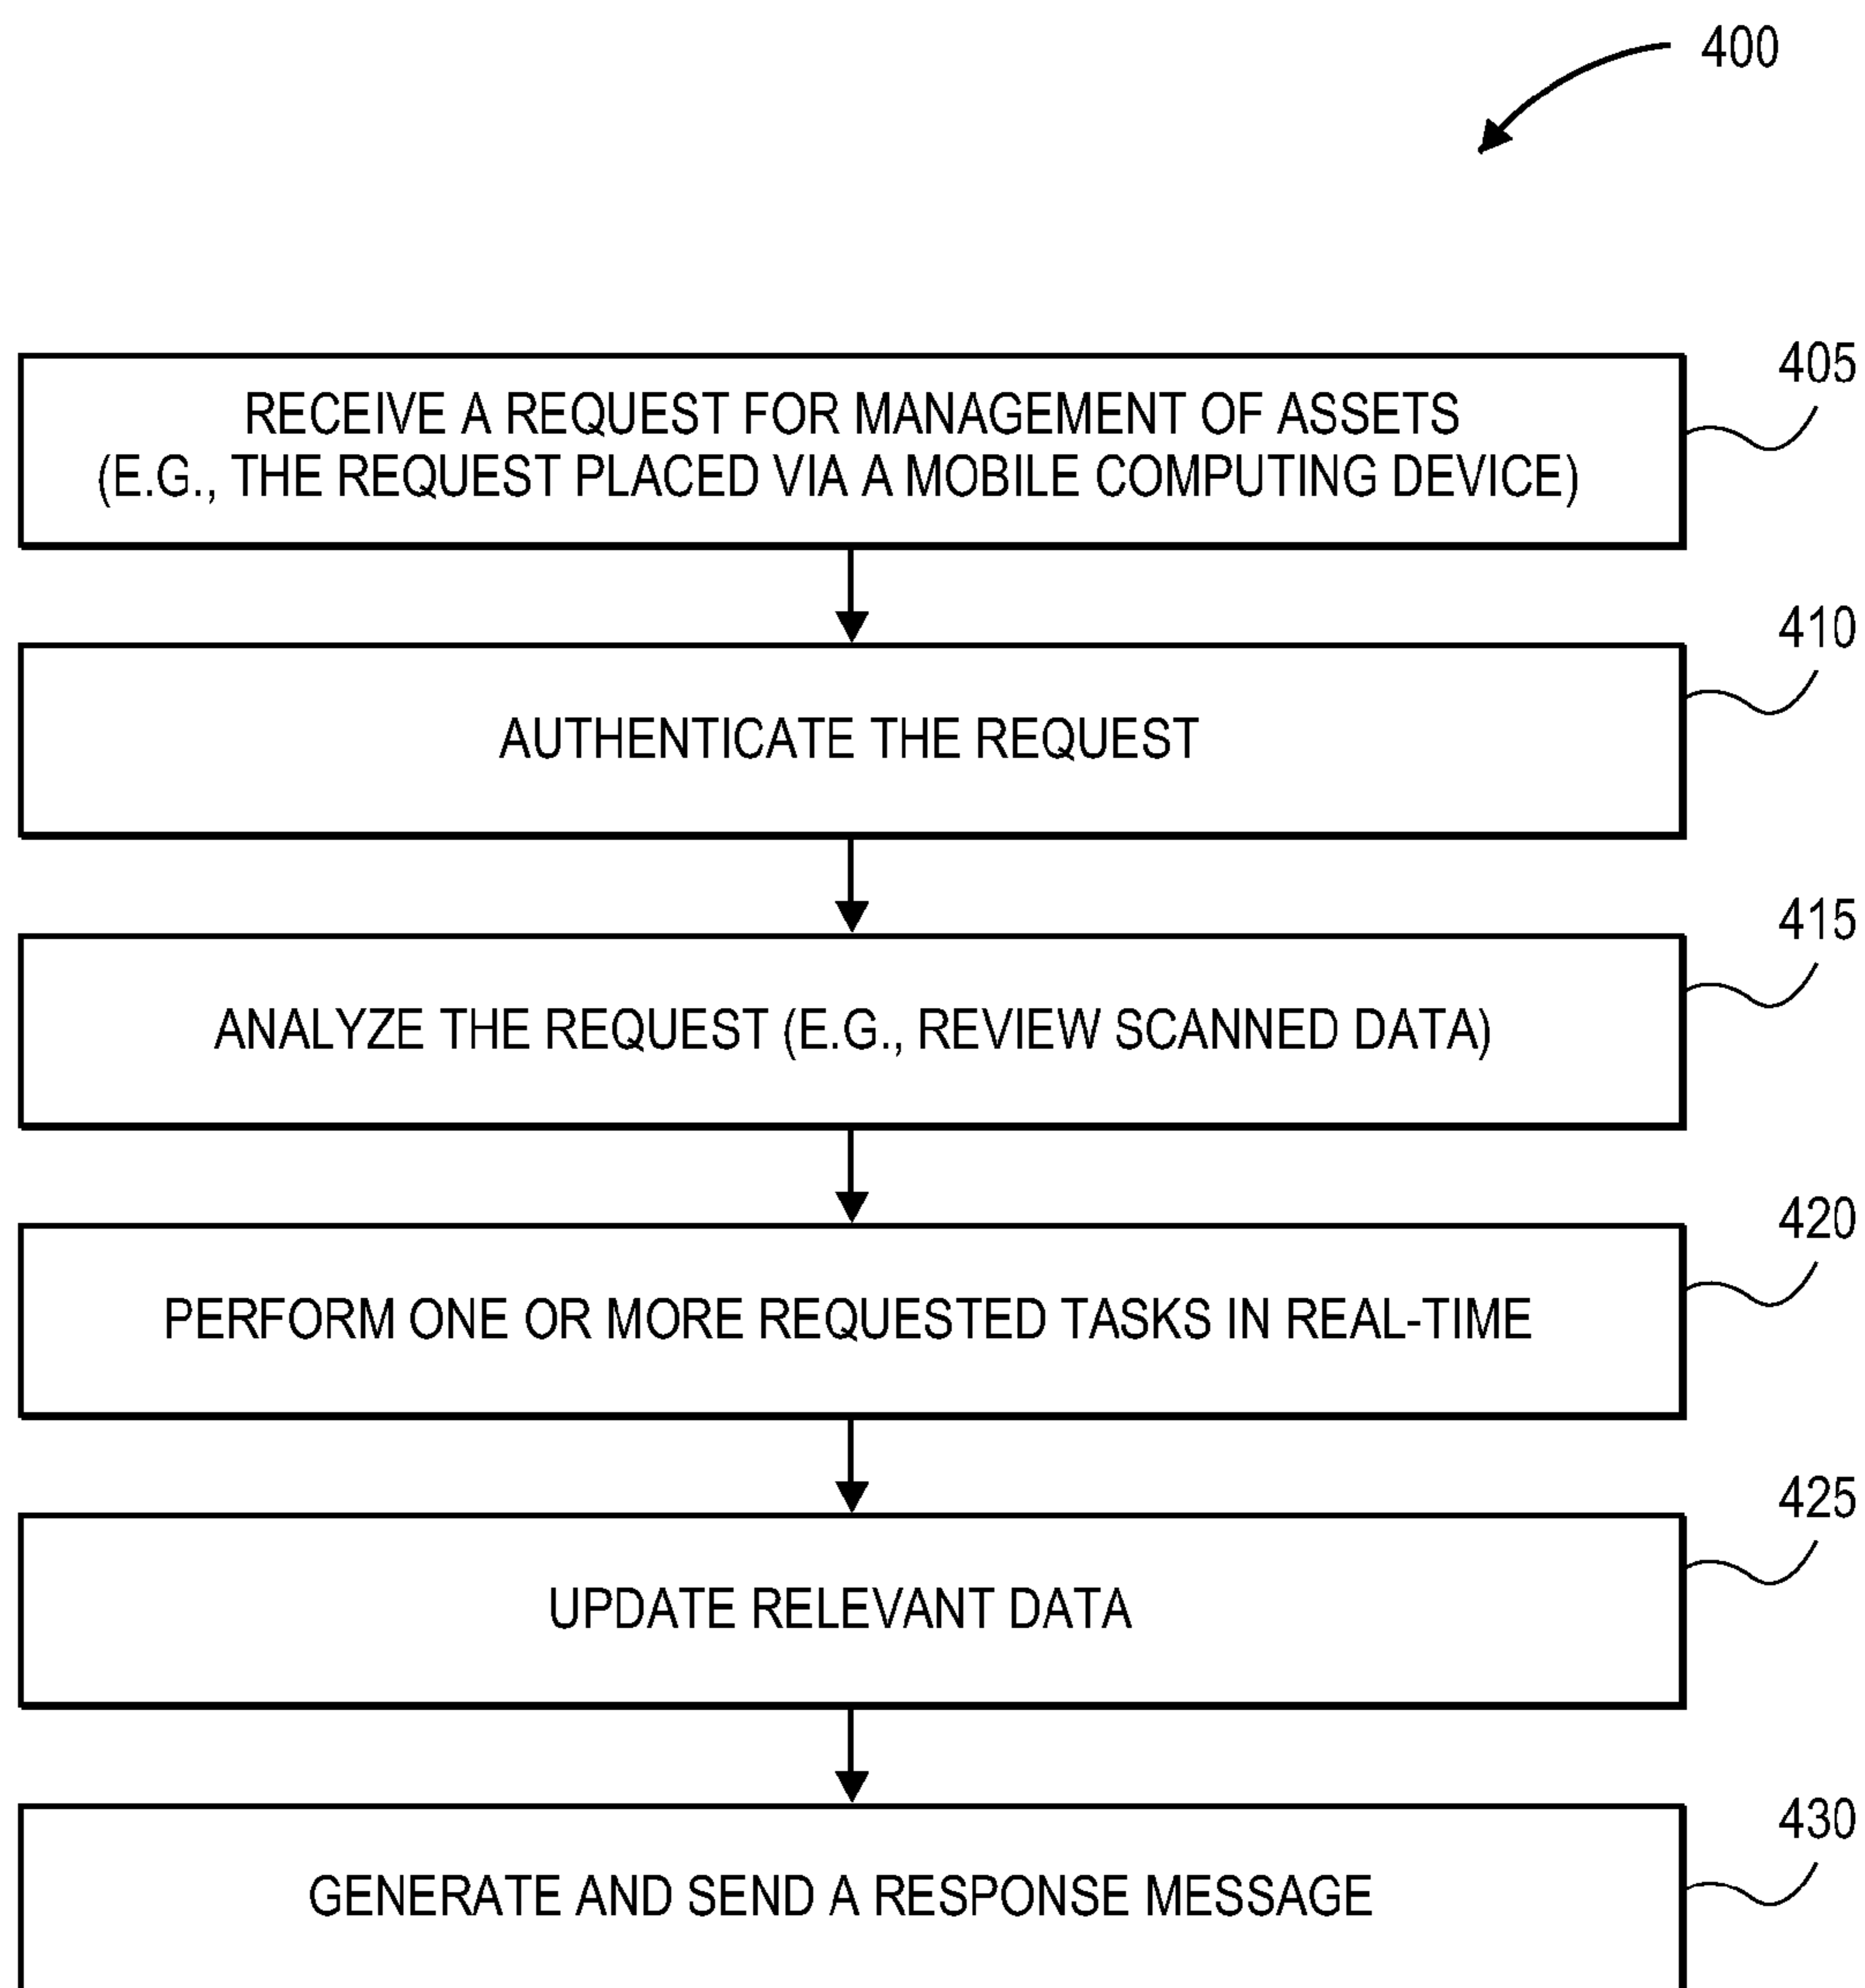 400
405
RECEIVE A REQUEST FOR MANAGEMENT OF ASSETS
(E.G., THE REQUEST PLACED VIA A MOBILE COMPUTING DEVICE)
410
AUTHENTICATE THE REQUEST
415
ANALYZE THE REQUEST (E.G., REVIEW SCANNED DATA)
420
PERFORM ONE OR MORE REQUESTED TASKS IN REAL-TIME
425
UPDATE RELEVANT DATA
430
GENERATE AND SEND A RESPONSE MESSAGE